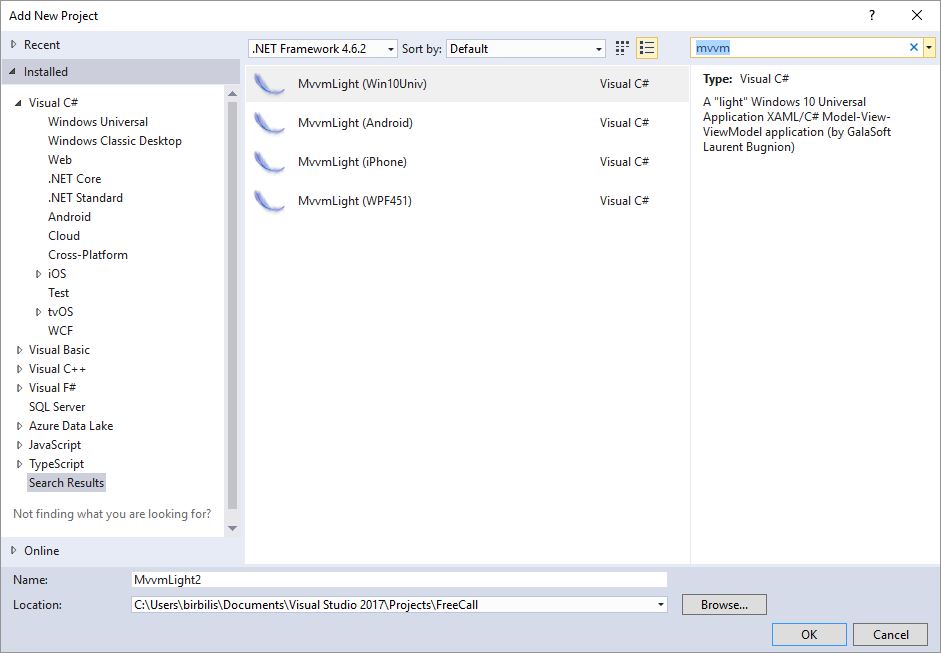 Add New Project
?
Recent
.NET Framework 4.6.2
Sort by:
Default
mvvm
Installed
Visual C#
Windows Universal
Windows Classic Desktop
Web
.NET Core
.NET Standard
Android
Cloud
Cross-Platform
iOS
Test
tvOS
WCF
Visual Basic
Visual C++
Visual F#
SQL Server
Azure Data Lake
JavaScript
TypeScript
Search Results
Not finding what you are looking for?
Online
MvvmLight (Win10Univ) Visual C#
MvvmLight (Android) Visual C#
MvvmLight (iPhone) Visual C#
MvvmLight (WPF451) Visual C#
Type: Visual C#
A "light" Windows 10 Universal
Application XAML/C# Model-View-
ViewModel application (by GalaSoft
Laurent Bugnion)
Name: MvvmLight2
Location: C:\Users\birbilis\Documents\Visual Studio 2017\Projects\FreeCall
Browse...
OK
Cancel